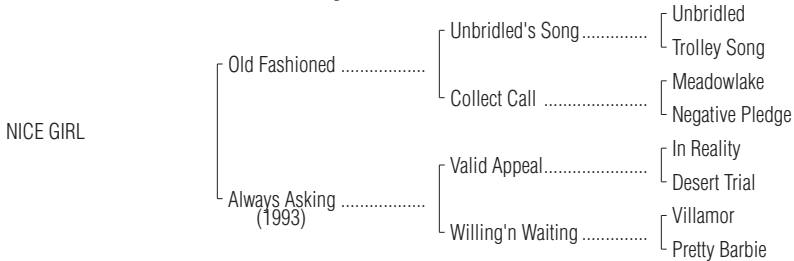 Unbridled
Unbridled's Song..............
Trolley Song
Old Fashioned ..................
Meadowlake
Collect Call ......................
Negative Pledge
NICE GIRL
In Reality
Valid Appeal......................
Desert Trial
Always Asking ..................
(1993)
Villamor
Willing'n Waiting ..............
Pretty Barbie